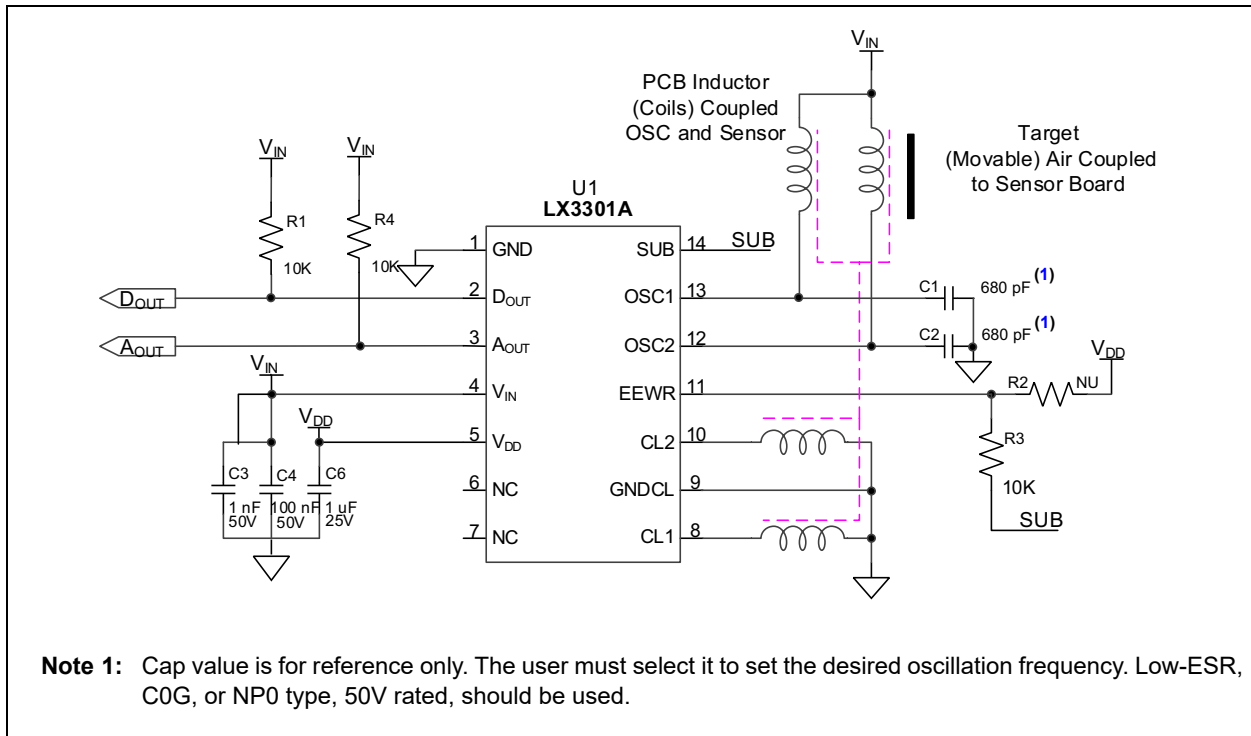 V_IN
PCB Inductor
(Coils) Coupled
OSC and Sensor
Target
(Movable) Air Coupled
to Sensor Board
V_IN
V_IN
R1
10K
R4
10K
U1
LX3301A
1 GND
2 D_OUT
3 A_OUT
4 V_IN
5 V_DD
6 NC
7 NC
SUB 14
OSC1 13
OSC2 12
EEWR 11
CL2 10
GNDCL 9
CL1 8
SUB
D_OUT
A_OUT
V_IN
V_DD
C3
1 nF
50V
C4
100 nF
50V
C6
1 uF
25V
C1
680 pF (1)
C2
680 pF (1)
V_DD
R2
NU
R3
10K
SUB
Note 1: Cap value is for reference only. The user must select it to set the desired oscillation frequency. Low-ESR,
C0G, or NP0 type, 50V rated, should be used.